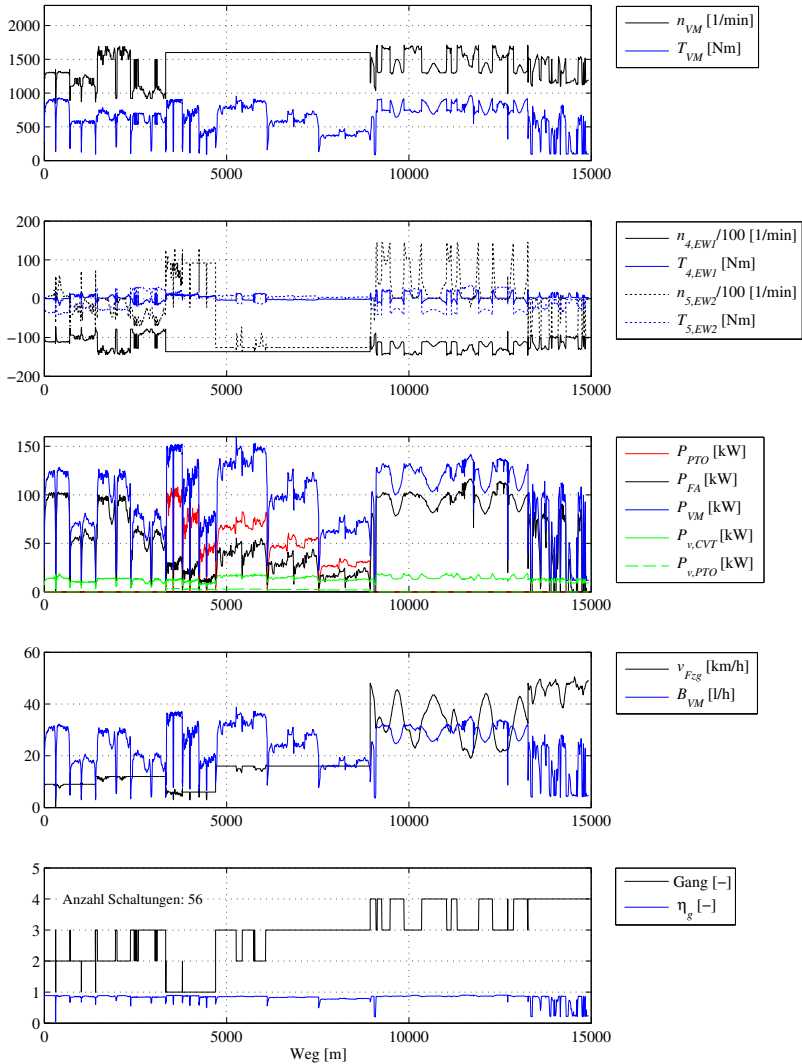 2000
1500
1000
500
0
0
5000
10000
15000
n_VM [1/min]
T_VM [Nm]
200
100
0
−100
−200
0
5000
10000
15000
n_4,EW1/100 [1/min]
T_4,EW1 [Nm]
n_5,EW2/100 [1/min]
T_5,EW2 [Nm]
150
100
50
0
0
5000
10000
15000
P_PTO [kW]
P_FA [kW]
P_VM [kW]
P_v,CVT [kW]
P_v,PTO [kW]
60
40
20
0
0
5000
10000
15000
v_Fzg [km/h]
B_VM [l/h]
5
4
3
2
1
0
Anzahl Schaltungen: 56
0
5000
10000
15000
Weg [m]
Gang [−]
η_g [−]